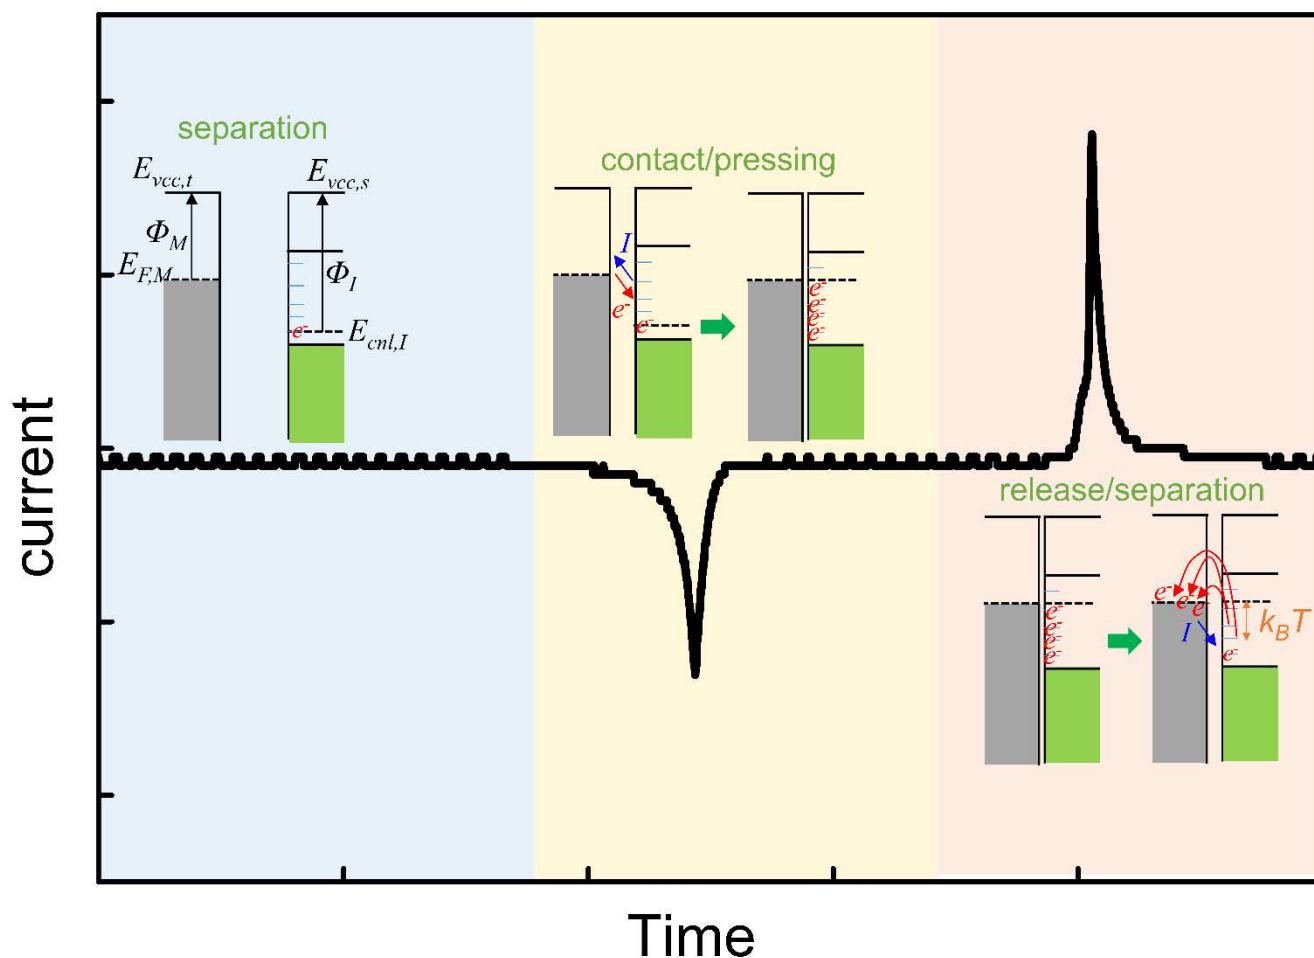 separation
E_vcc,t
E_vcc,s
Φ_M
E_F,M
Φ_I
e-
E_cnl,I
contact/pressing
I
e-
e-
e-
e-
e-
e-
release/separation
e-
e-
e-
e-
e-
e-
e
I
k_BT
e-
current
Time